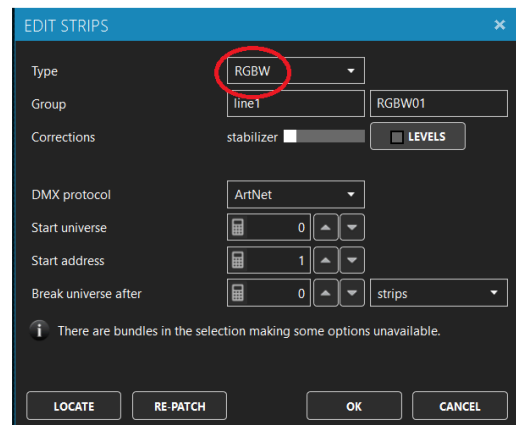 EDIT STRIPS
Type RGBW
Group line1 RGBW01
Corrections stabilizer LEVELS
DMX protocol ArtNet
Start universe 0
Start address 1
Break universe after 0 strips
There are bundles in the selection making some options unavailable.
LOCATE RE-PATCH OK CANCEL